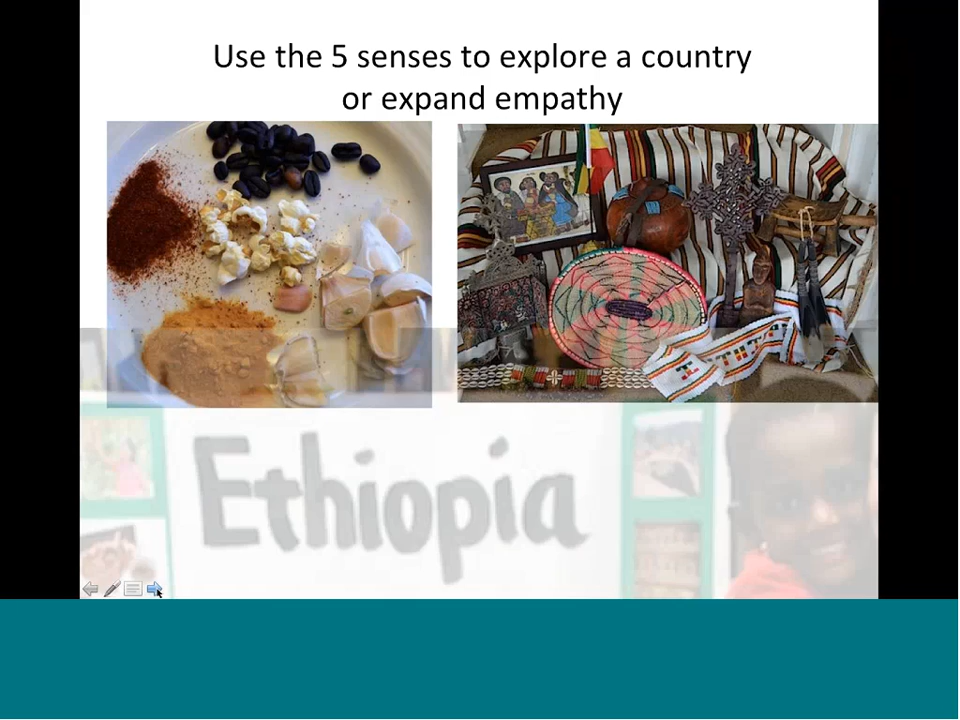 Use the 5 senses to explore a country
or expand empathy
Ethiopia